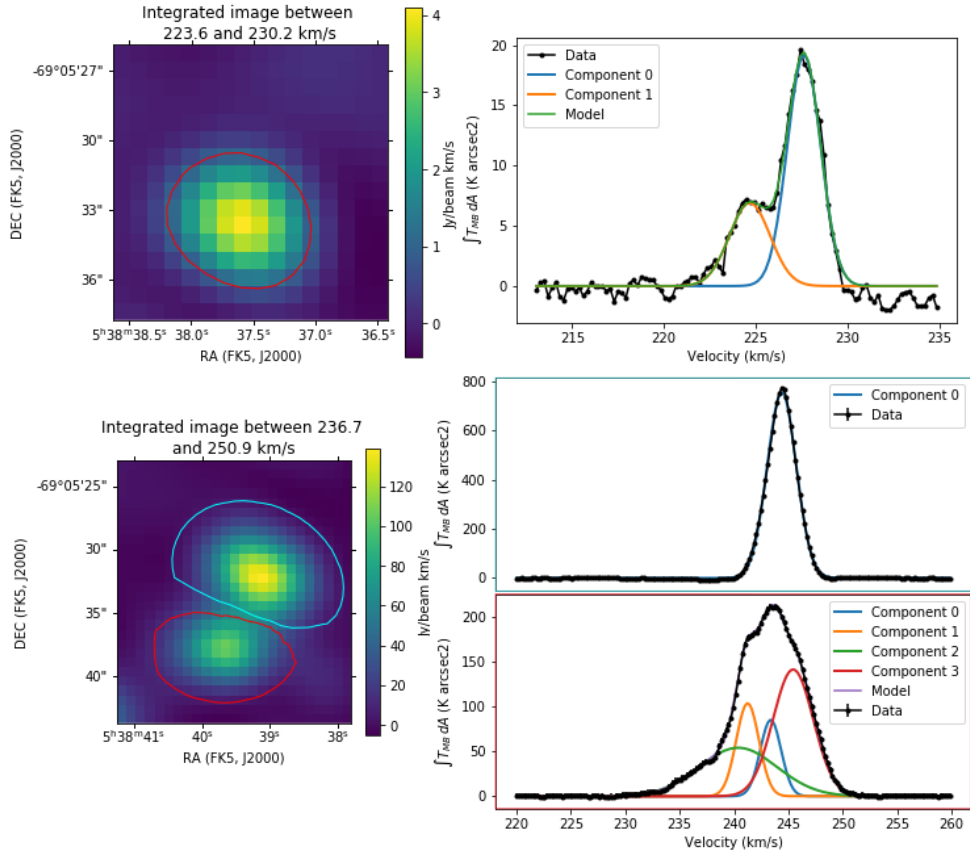 Integrated image between
223.6 and 230.2 km/s
-69°05'27"
30"
33"
36"
DEC (FK5, J2000)
5ʰ38ᵐ38.5ˢ 38.0ˢ 37.5ˢ 37.0ˢ 36.5ˢ
RA (FK5, J2000)
4
3
2
1
0
Jy/beam km/s
Data
Component 0
Component 1
Model
20
15
10
5
0
∫T_MB dA (K arcsec2)
215 220 225 230 235
Velocity (km/s)
Integrated image between 236.7
and 250.9 km/s
-69°05'25"
30"
35"
40"
DEC (FK5, J2000)
5ʰ38ᵐ41ˢ 40ˢ 39ˢ 38ˢ
RA (FK5, J2000)
120
100
80
60
40
20
0
Jy/beam km/s
Component 0
Data
800
600
400
200
0
∫T_MB dA (K arcsec2)
Component 0
Component 1
Component 2
Component 3
Model
Data
200
150
100
50
0
∫T_MB dA (K arcsec2)
220 225 230 235 240 245 250 255 260
Velocity (km/s)